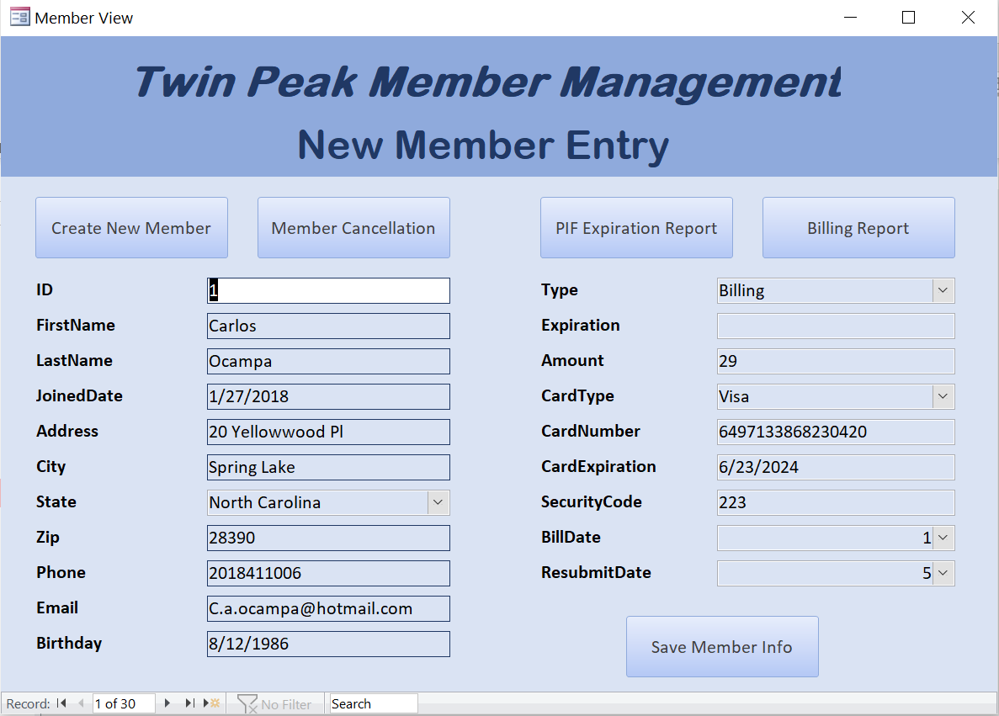 Member View
Twin Peak Member Management
New Member Entry
Create New Member
Member Cancellation
PIF Expiration Report
Billing Report
ID 1
FirstName Carlos
LastName Ocampa
JoinedDate 1/27/2018
Address 20 Yellowwood Pl
City Spring Lake
State North Carolina
Zip 28390
Phone 2018411006
Email C.a.ocampa@hotmail.com
Birthday 8/12/1986
Type Billing
Expiration
Amount 29
CardType Visa
CardNumber 6497133868230420
CardExpiration 6/23/2024
SecurityCode 223
BillDate 1
ResubmitDate 5
Save Member Info
Record: 1 of 30 No Filter Search